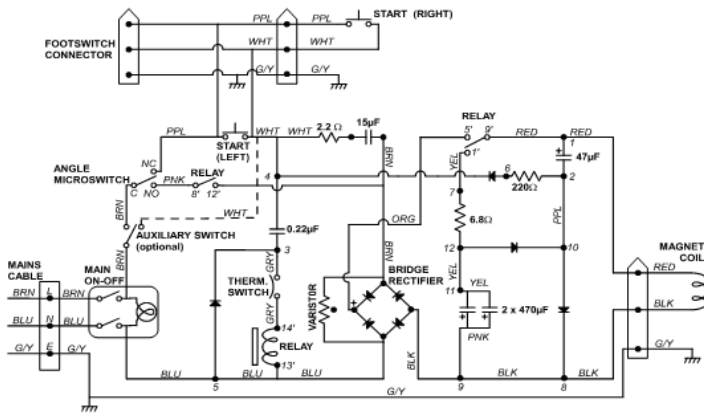 PPL
PPL
START (RIGHT)
FOOTSWITCH
CONNECTOR
WHT
WHT
G/Y
G/Y
PPL
WHT
WHT
2.2 Ω
15µF
START
(LEFT)
RELAY
5'
9'
1'
RED
RED
1
+
47µF
ANGLE
MICROSWITCH
NC
C
NO
PNK
RELAY
8'
12'
4
BRN
YEL
6
220Ω
2
7
BRN
WHT
AUXILIARY SWITCH
(optional)
0.22µF
ORG
6.8Ω
PPL
BRN
3
BRN
12
10
MAINS
CABLE
MAIN
ON-OFF
GRY
THERM.
SWITCH
GRY
BRIDGE
RECTIFIER
YEL
11
YEL
MAGNET
COIL
RED
BRN
L
BRN
VARISTOR
+
+
+
2 x 470µF
BLK
BLU
N
BLU
14'
RELAY
13'
PNK
G/Y
E
G/Y
BLU
BLU
BLU
BLK
BLK
BLK
BLK
G/Y
5
9
8
G/Y